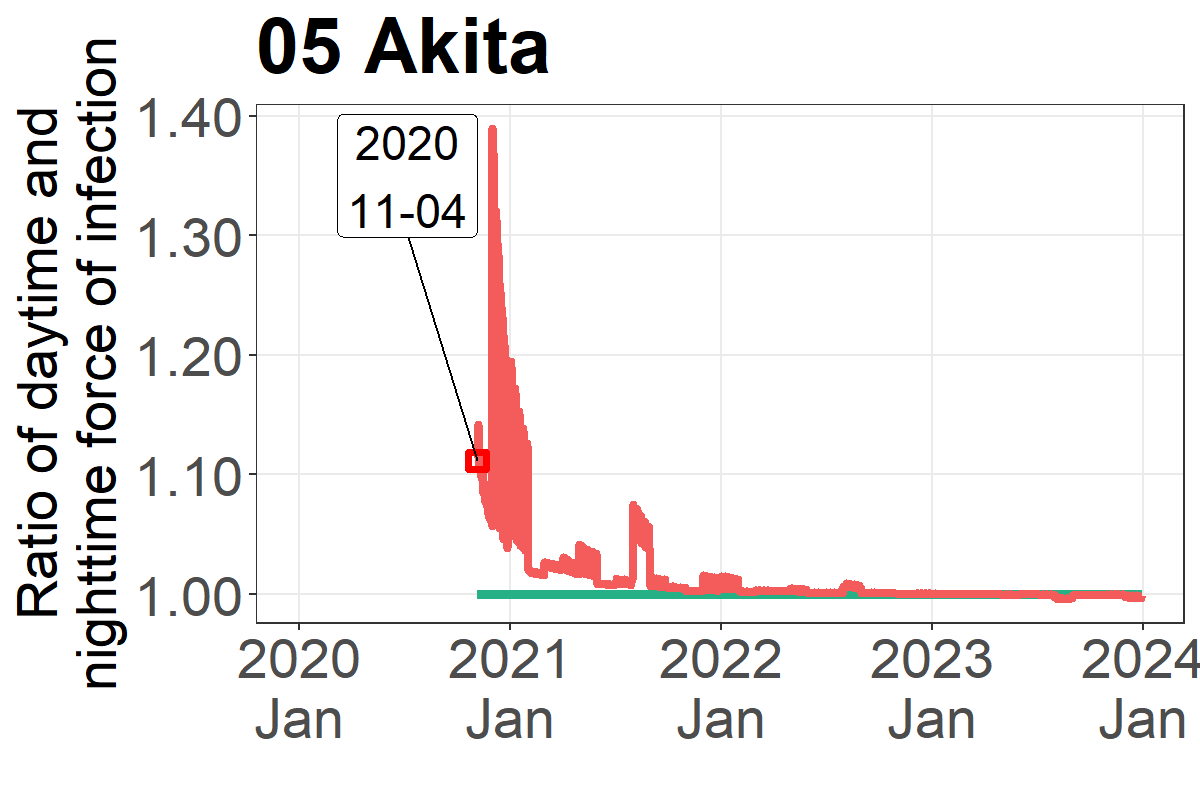 05 Akita
Ratio of daytime and
nighttime force of infection
1.40
1.30
1.20
1.10
1.00
2020
11-04
2020
Jan
2021
Jan
2022
Jan
2023
Jan
2024
Jan